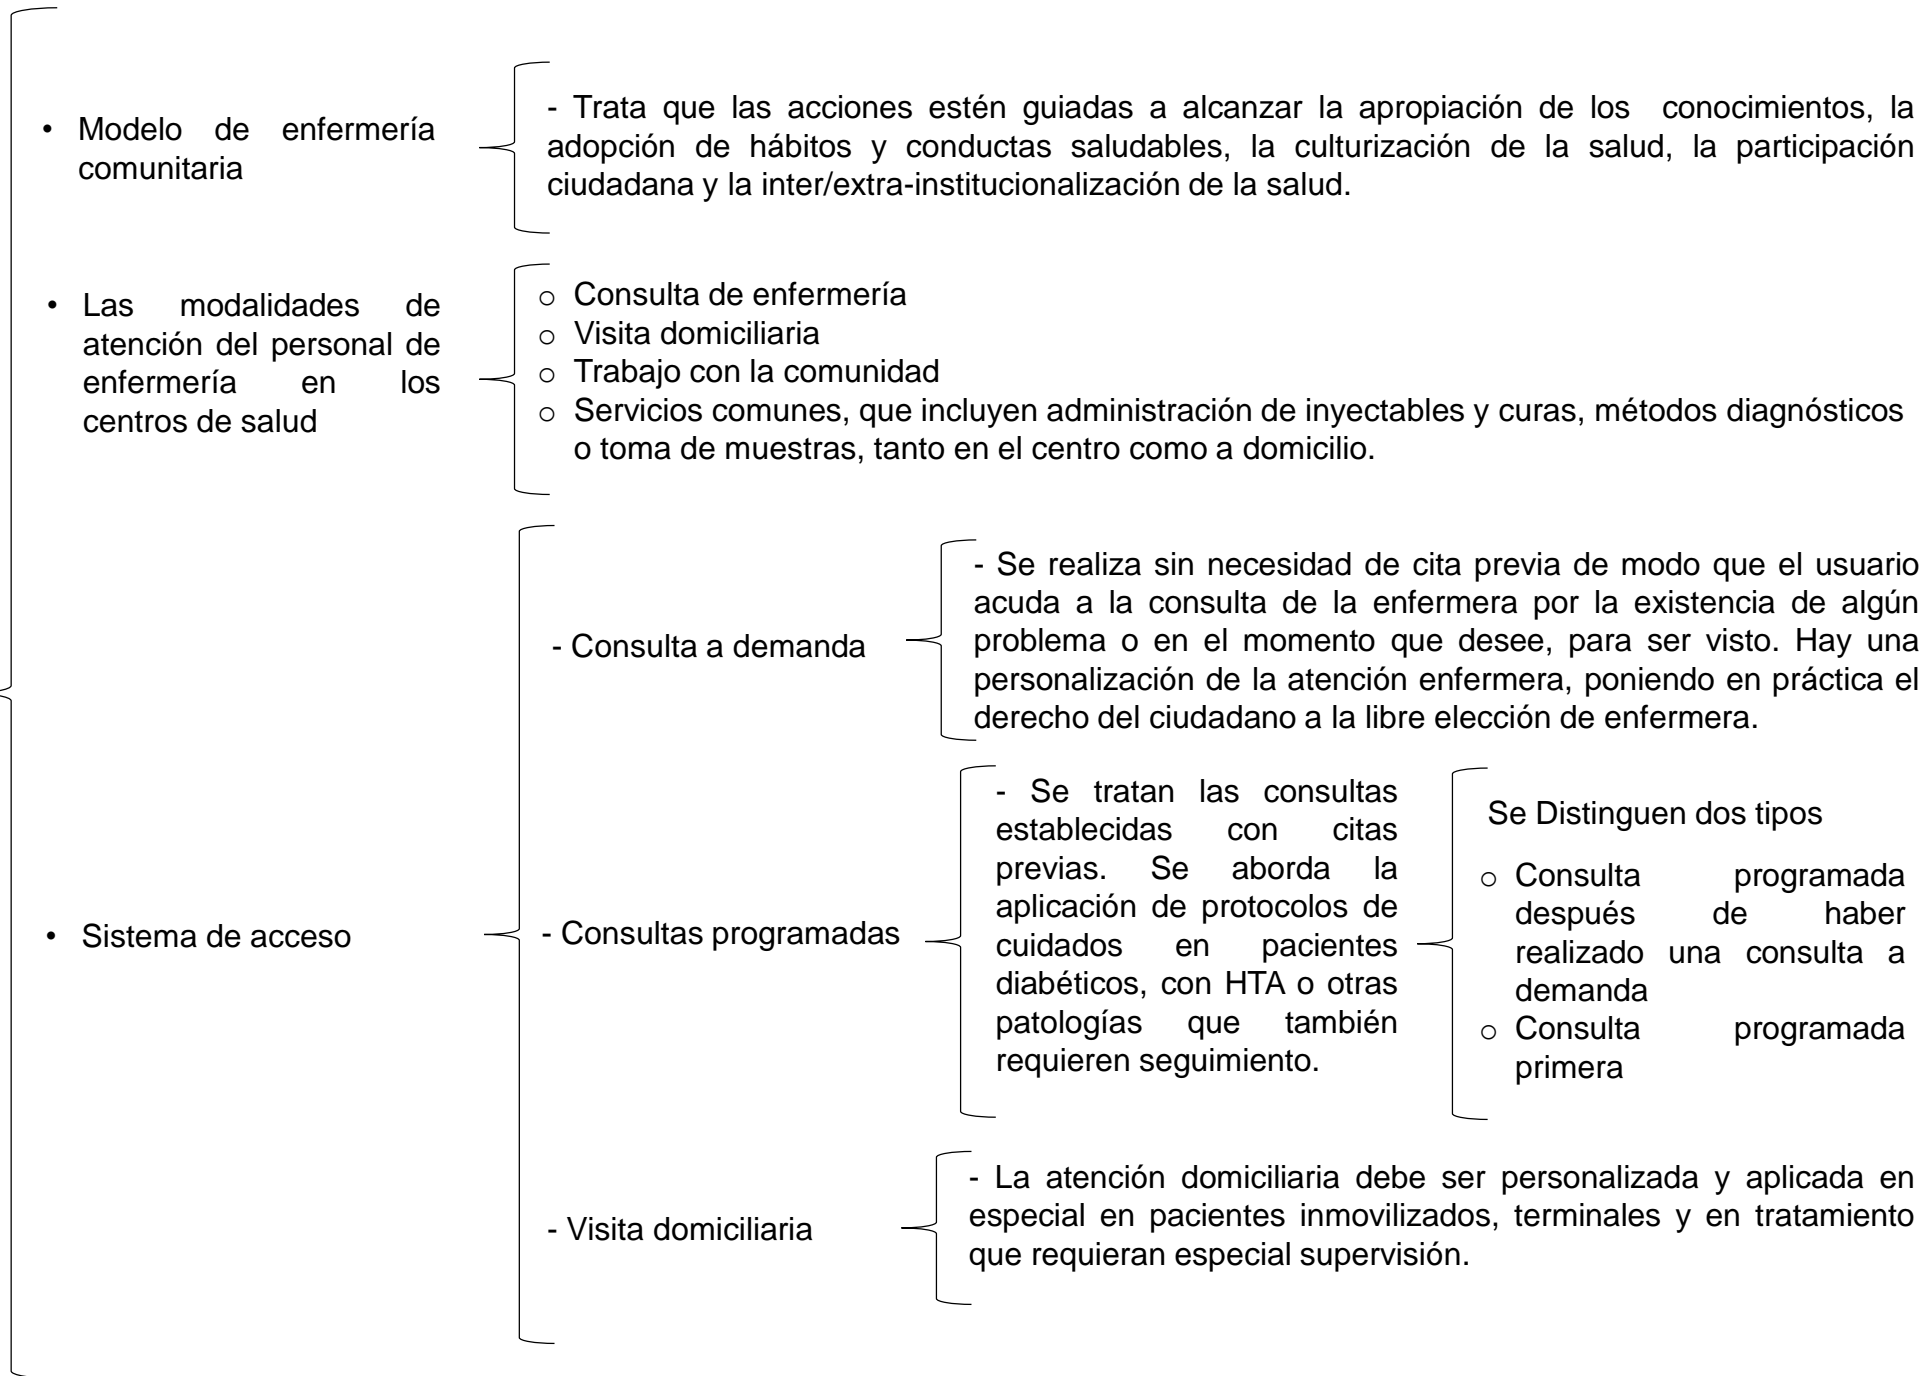 • Modelo de enfermería
comunitaria
- Trata que las acciones estén guiadas a alcanzar la apropiación de los conocimientos, la
adopción de hábitos y conductas saludables, la culturización de la salud, la participación
ciudadana y la inter/extra-institucionalización de la salud.
• Las modalidades de
atención del personal de
enfermería en los
centros de salud
o Consulta de enfermería
o Visita domiciliaria
o Trabajo con la comunidad
o Servicios comunes, que incluyen administración de inyectables y curas, métodos diagnósticos
o toma de muestras, tanto en el centro como a domicilio.
• Sistema de acceso
- Consulta a demanda
- Se realiza sin necesidad de cita previa de modo que el usuario
acuda a la consulta de la enfermera por la existencia de algún
problema o en el momento que desee, para ser visto. Hay una
personalización de la atención enfermera, poniendo en práctica el
derecho del ciudadano a la libre elección de enfermera.
- Consultas programadas
- Se tratan las consultas
establecidas con citas
previas. Se aborda la
aplicación de protocolos de
cuidados en pacientes
diabéticos, con HTA o otras
patologías que también
requieren seguimiento.
Se Distinguen dos tipos
o Consulta programada
después de haber
realizado una consulta a
demanda
o Consulta programada
primera
- Visita domiciliaria
- La atención domiciliaria debe ser personalizada y aplicada en
especial en pacientes inmovilizados, terminales y en tratamiento
que requieran especial supervisión.